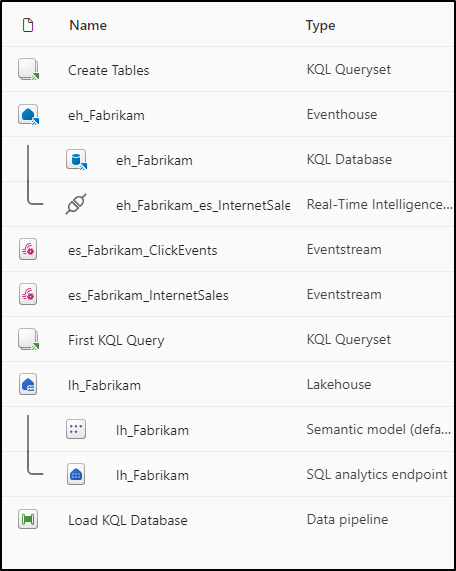 Name Type
Create Tables KQL Queryset
eh_Fabrikam Eventhouse
eh_Fabrikam KQL Database
eh_Fabrikam_es_InternetSale Real-Time Intelligence...
es_Fabrikam_ClickEvents Eventstream
es_Fabrikam_InternetSales Eventstream
First KQL Query KQL Queryset
lh_Fabrikam Lakehouse
lh_Fabrikam Semantic model (defa...
lh_Fabrikam SQL analytics endpoint
Load KQL Database Data pipeline